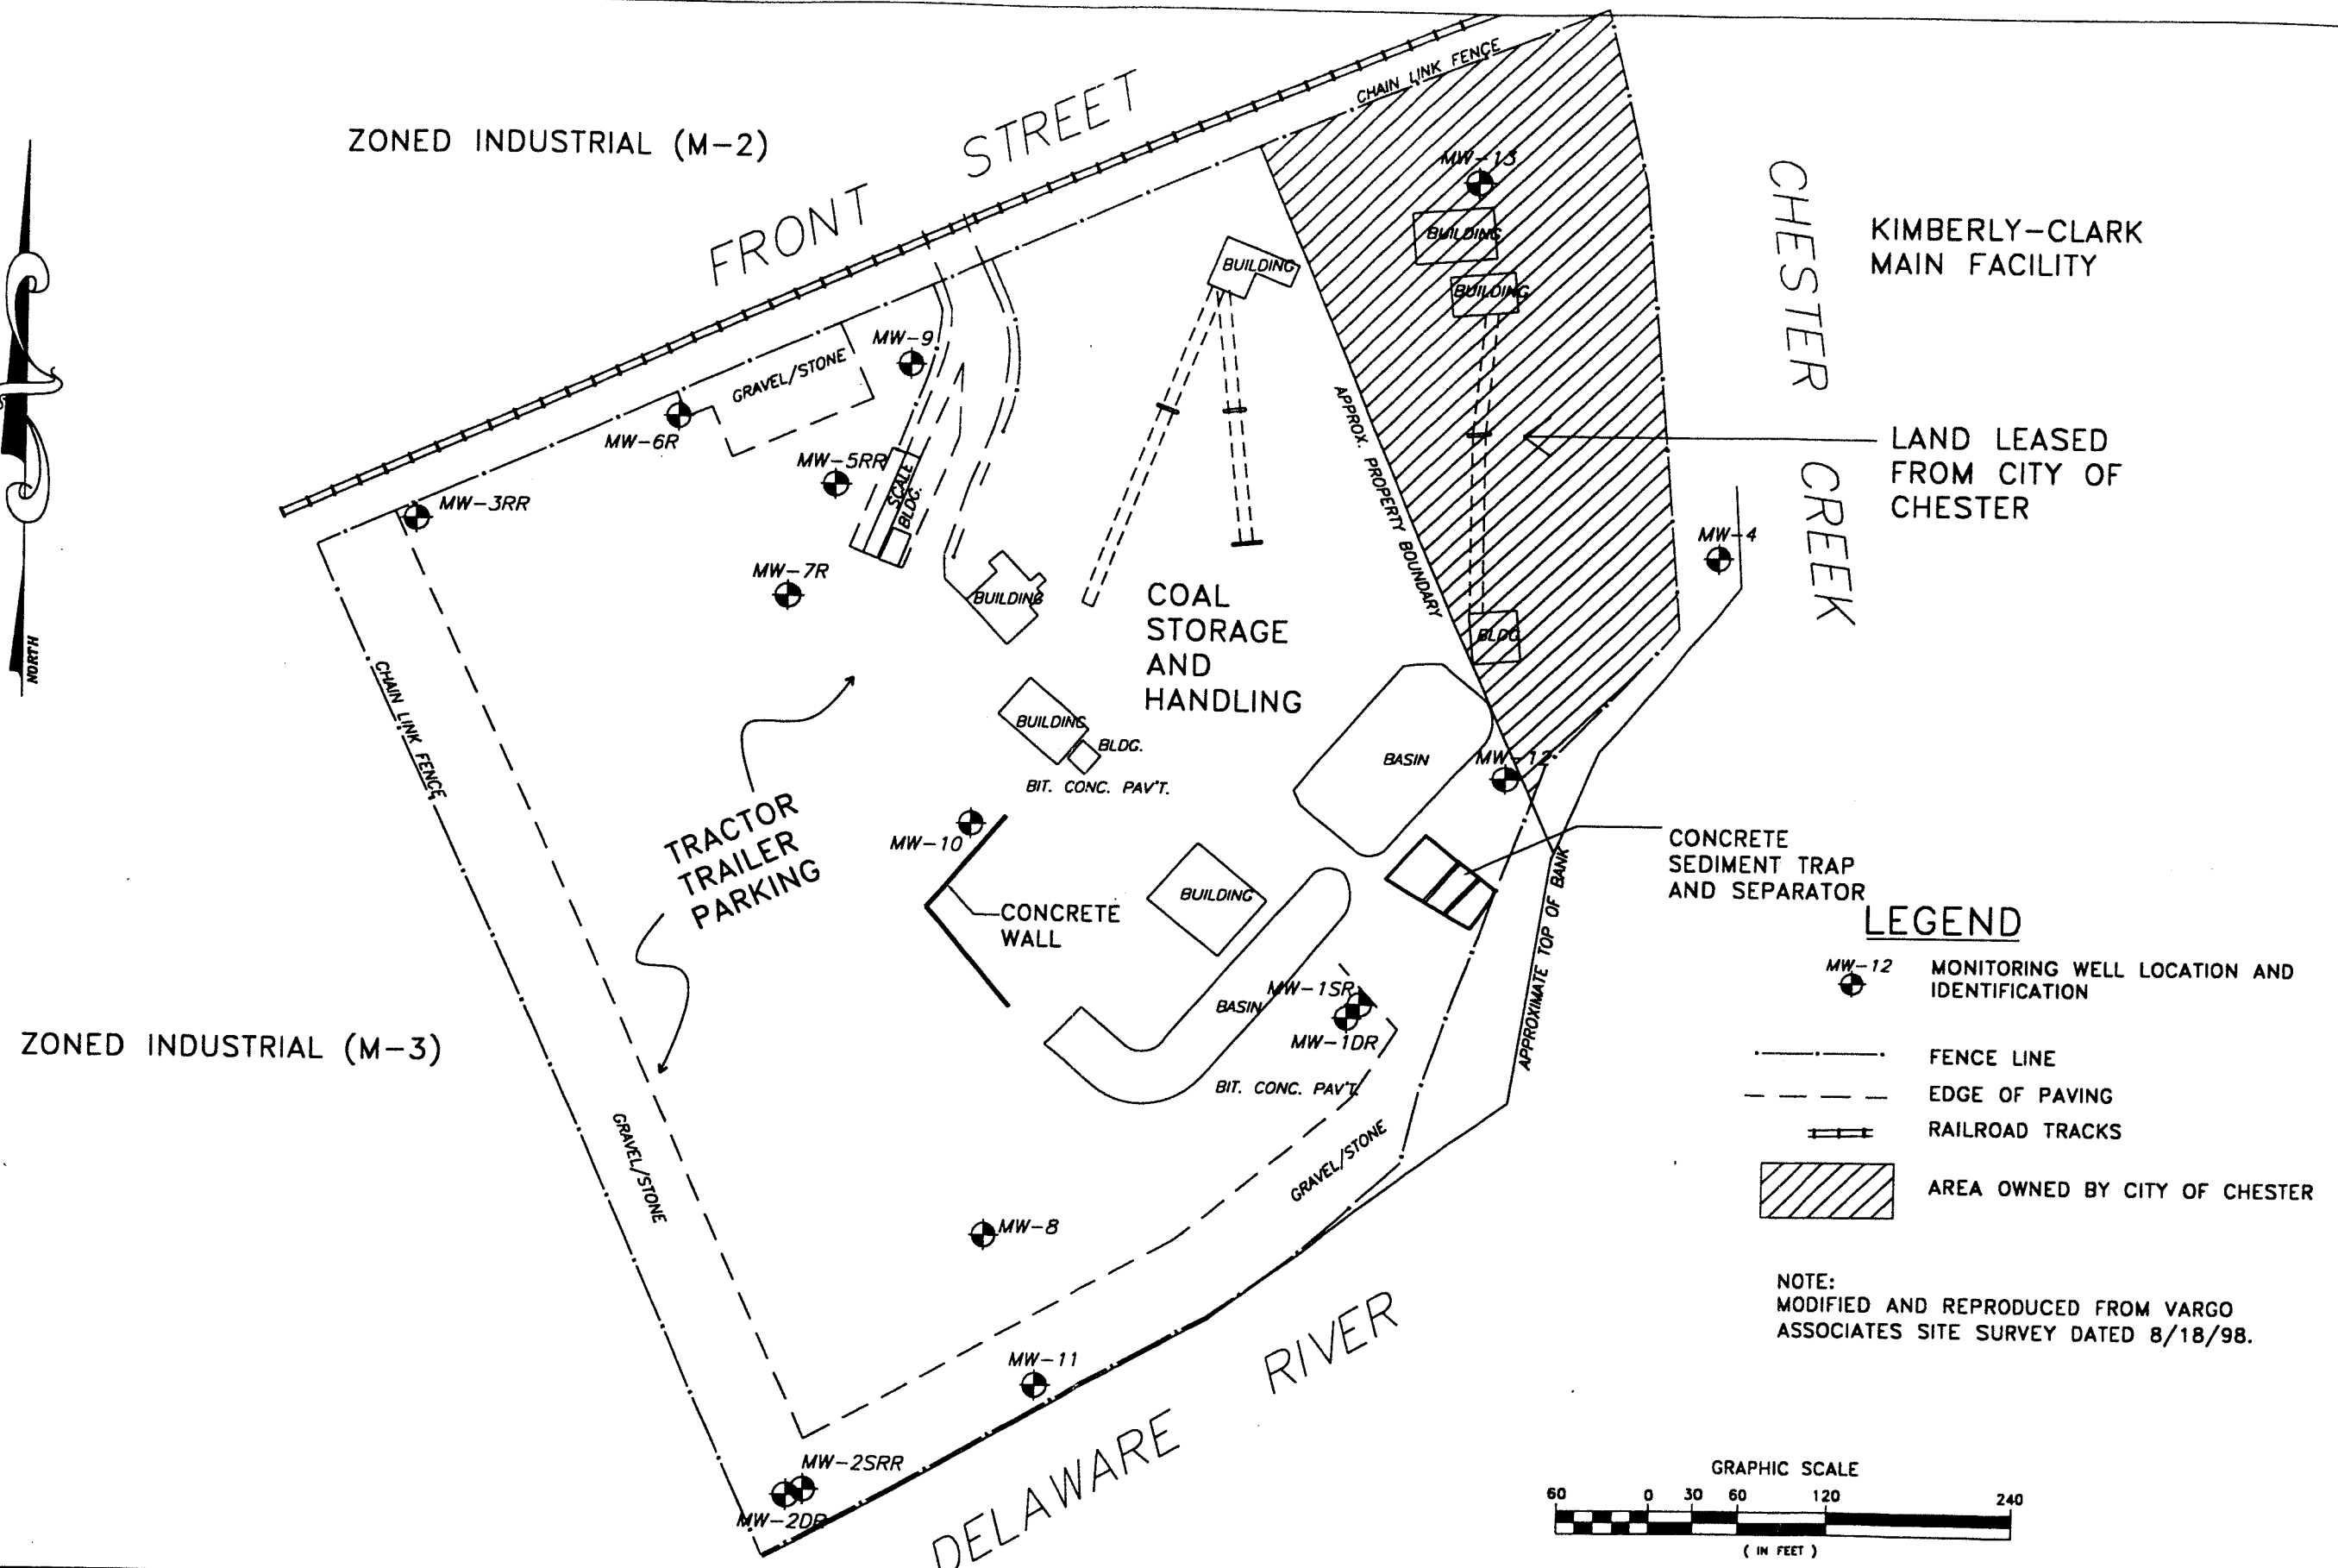 ZONED INDUSTRIAL (M-2)
FRONT STREET
CHAIN LINK FENCE
MW-13
BUILDING
BUILDING
BUILDING
CHESTER CREEK
KIMBERLY-CLARK
MAIN FACILITY
NORTH
MW-9
GRAVEL/STONE
MW-6R
MW-5RR
SCALE
BLDG.
MW-3RR
APPROX. PROPERTY BOUNDARY
LAND LEASED
FROM CITY OF
CHESTER
MW-4
MW-7R
BUILDING
COAL
STORAGE
AND
HANDLING
BLDG
CHAIN LINK FENCE
BUILDING
BLDG.
BIT. CONC. PAV'T.
BASIN
MW-12
TRACTOR
TRAILER
PARKING
MW-10
CONCRETE
WALL
BUILDING
CONCRETE
SEDIMENT TRAP
AND SEPARATOR
APPROXIMATE TOP OF BANK
BASIN
MW-1SR
MW-1DR
BIT. CONC. PAV'T.
ZONED INDUSTRIAL (M-3)
GRAVEL/STONE
GRAVEL/STONE
MW-8
MW-11
MW-2SRR
MW-2DR
DELAWARE RIVER
LEGEND
MW-12 MONITORING WELL LOCATION AND
IDENTIFICATION
FENCE LINE
EDGE OF PAVING
RAILROAD TRACKS
AREA OWNED BY CITY OF CHESTER
NOTE:
MODIFIED AND REPRODUCED FROM VARGO
ASSOCIATES SITE SURVEY DATED 8/18/98.
GRAPHIC SCALE
60 0 30 60 120 240
( IN FEET )